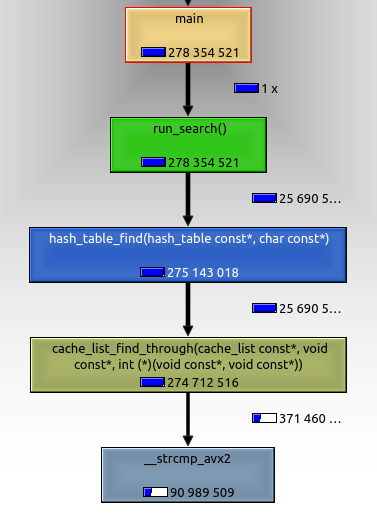 main
278 354 521
1 x
run_search()
278 354 521
25 690 5...
hash_table_find(hash_table const*, char const*)
275 143 018
25 690 5...
cache_list_find_through(cache_list const*, void
const*, int (*)(void const*, void const*))
274 712 516
371 460 ...
__strcmp_avx2
90 989 509